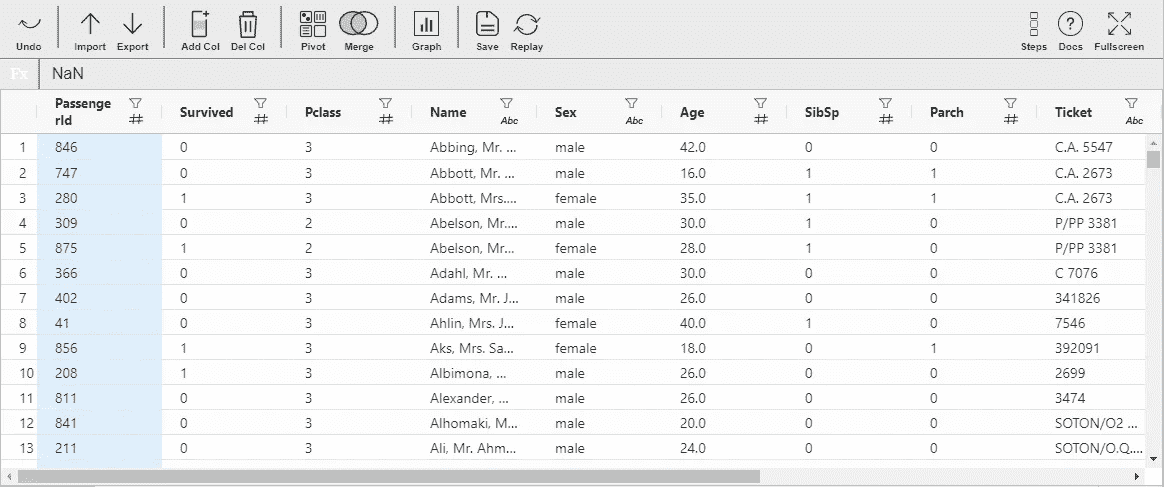 Undo Import Export Add Col Del Col Pivot Merge Graph Save Replay Steps Docs Fullscreen
Fx NaN
Passenge
rId Survived Pclass Name Sex Age SibSp Parch Ticket
# # # Abc Abc # # # Abc
1 846 0 3 Abbing, Mr. ... male 42.0 0 0 C.A. 5547
2 747 0 3 Abbott, Mr. ... male 16.0 1 1 C.A. 2673
3 280 1 3 Abbott, Mrs.... female 35.0 1 1 C.A. 2673
4 309 0 2 Abelson, Mr.... male 30.0 1 0 P/PP 3381
5 875 1 2 Abelson, Mr... female 28.0 1 0 P/PP 3381
6 366 0 3 Adahl, Mr. ... male 30.0 0 0 C 7076
7 402 0 3 Adams, Mr. J... male 26.0 0 0 341826
8 41 0 3 Ahlin, Mrs. J... female 40.0 1 0 7546
9 856 1 3 Aks, Mrs. Sa... female 18.0 0 1 392091
10 208 1 3 Albimona, ... male 26.0 0 0 2699
11 811 0 3 Alexander, ... male 26.0 0 0 3474
12 841 0 3 Alhomaki, M... male 20.0 0 0 SOTON/O2 ...
13 211 0 3 Ali, Mr. Ahm... male 24.0 0 0 SOTON/O.Q....